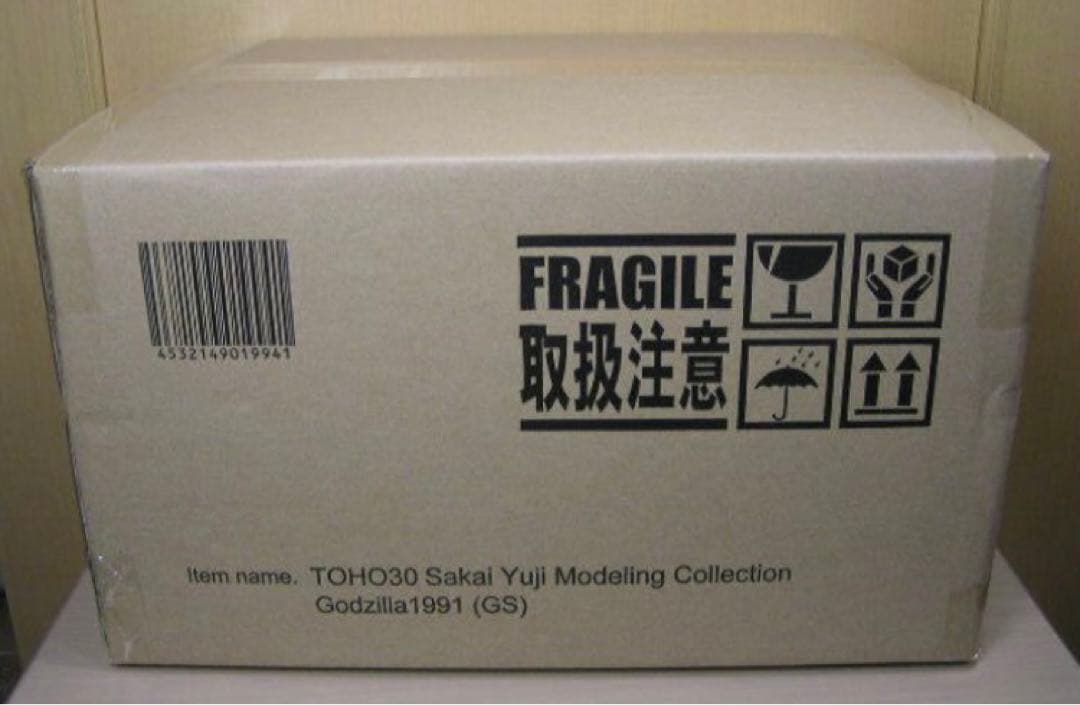 4532149019941
FRAGILE
取扱注意
Item name. TOHO30 Sakai Yuji Modeling Collection
Godzilla1991 (GS)